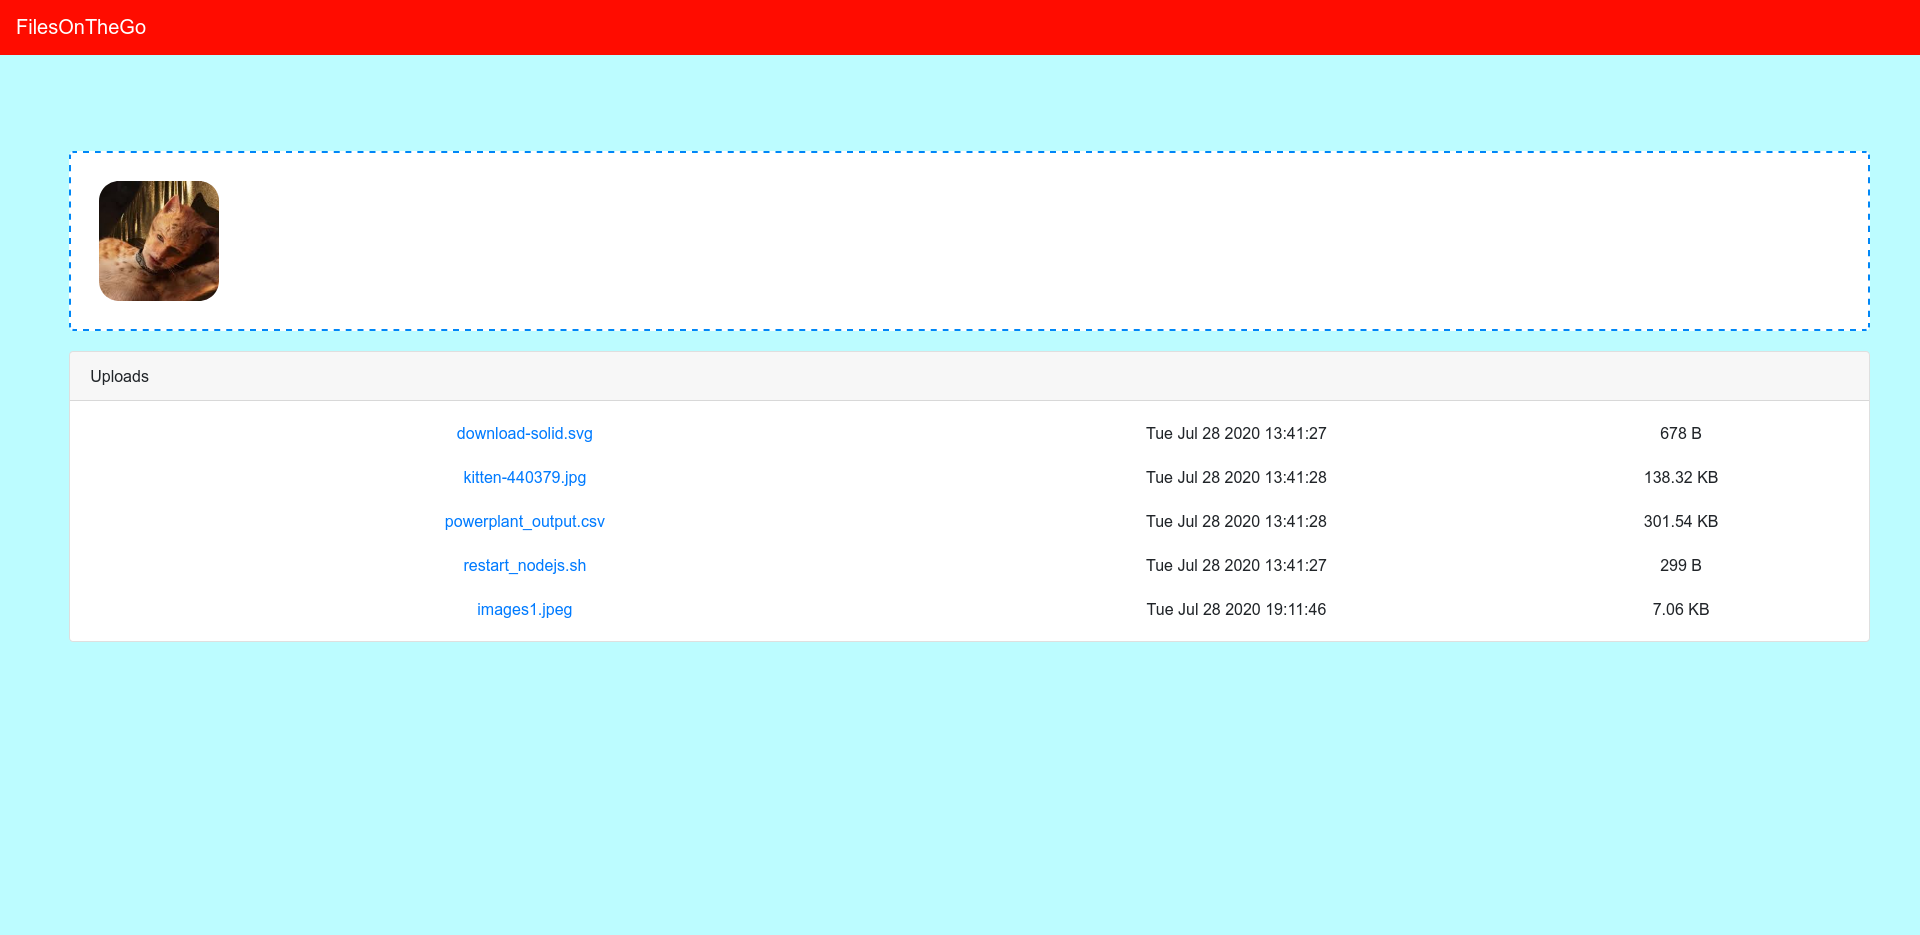 FilesOnTheGo
Uploads
download-solid.svg Tue Jul 28 2020 13:41:27 678 B
kitten-440379.jpg Tue Jul 28 2020 13:41:28 138.32 KB
powerplant_output.csv Tue Jul 28 2020 13:41:28 301.54 KB
restart_nodejs.sh Tue Jul 28 2020 13:41:27 299 B
images1.jpeg Tue Jul 28 2020 19:11:46 7.06 KB